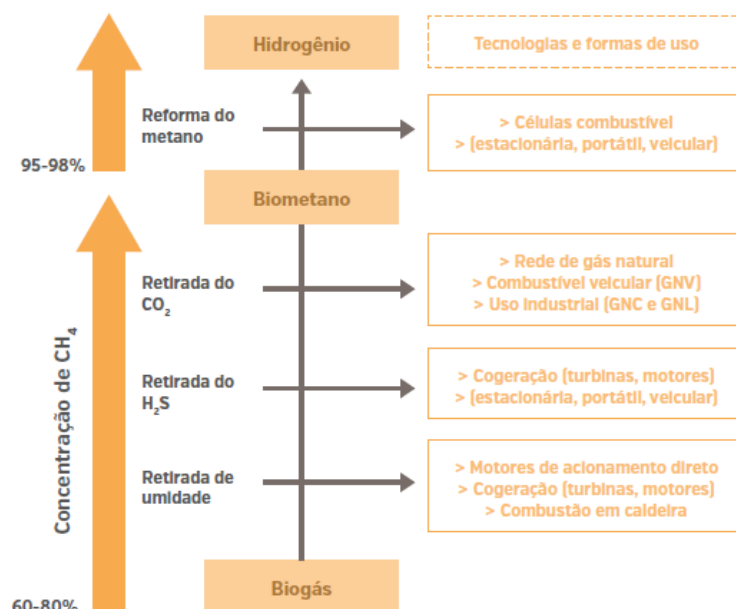 Hidrogênio
Tecnologias e formas de uso
Reforma do
metano
> Células combustível
> (estacionária, portátil, veicular)
95-98%
Biometano
Retirada do
CO₂
> Rede de gás natural
> Combustível veicular (GNV)
> Uso industrial (GNC e GNL)
Concentração de CH₄
Retirada do
H₂S
> Cogeração (turbinas, motores)
> (estacionária, portátil, veicular)
Retirada de
umidade
> Motores de acionamento direto
> Cogeração (turbinas, motores)
> Combustão em caldeira
Biogás
60-80%